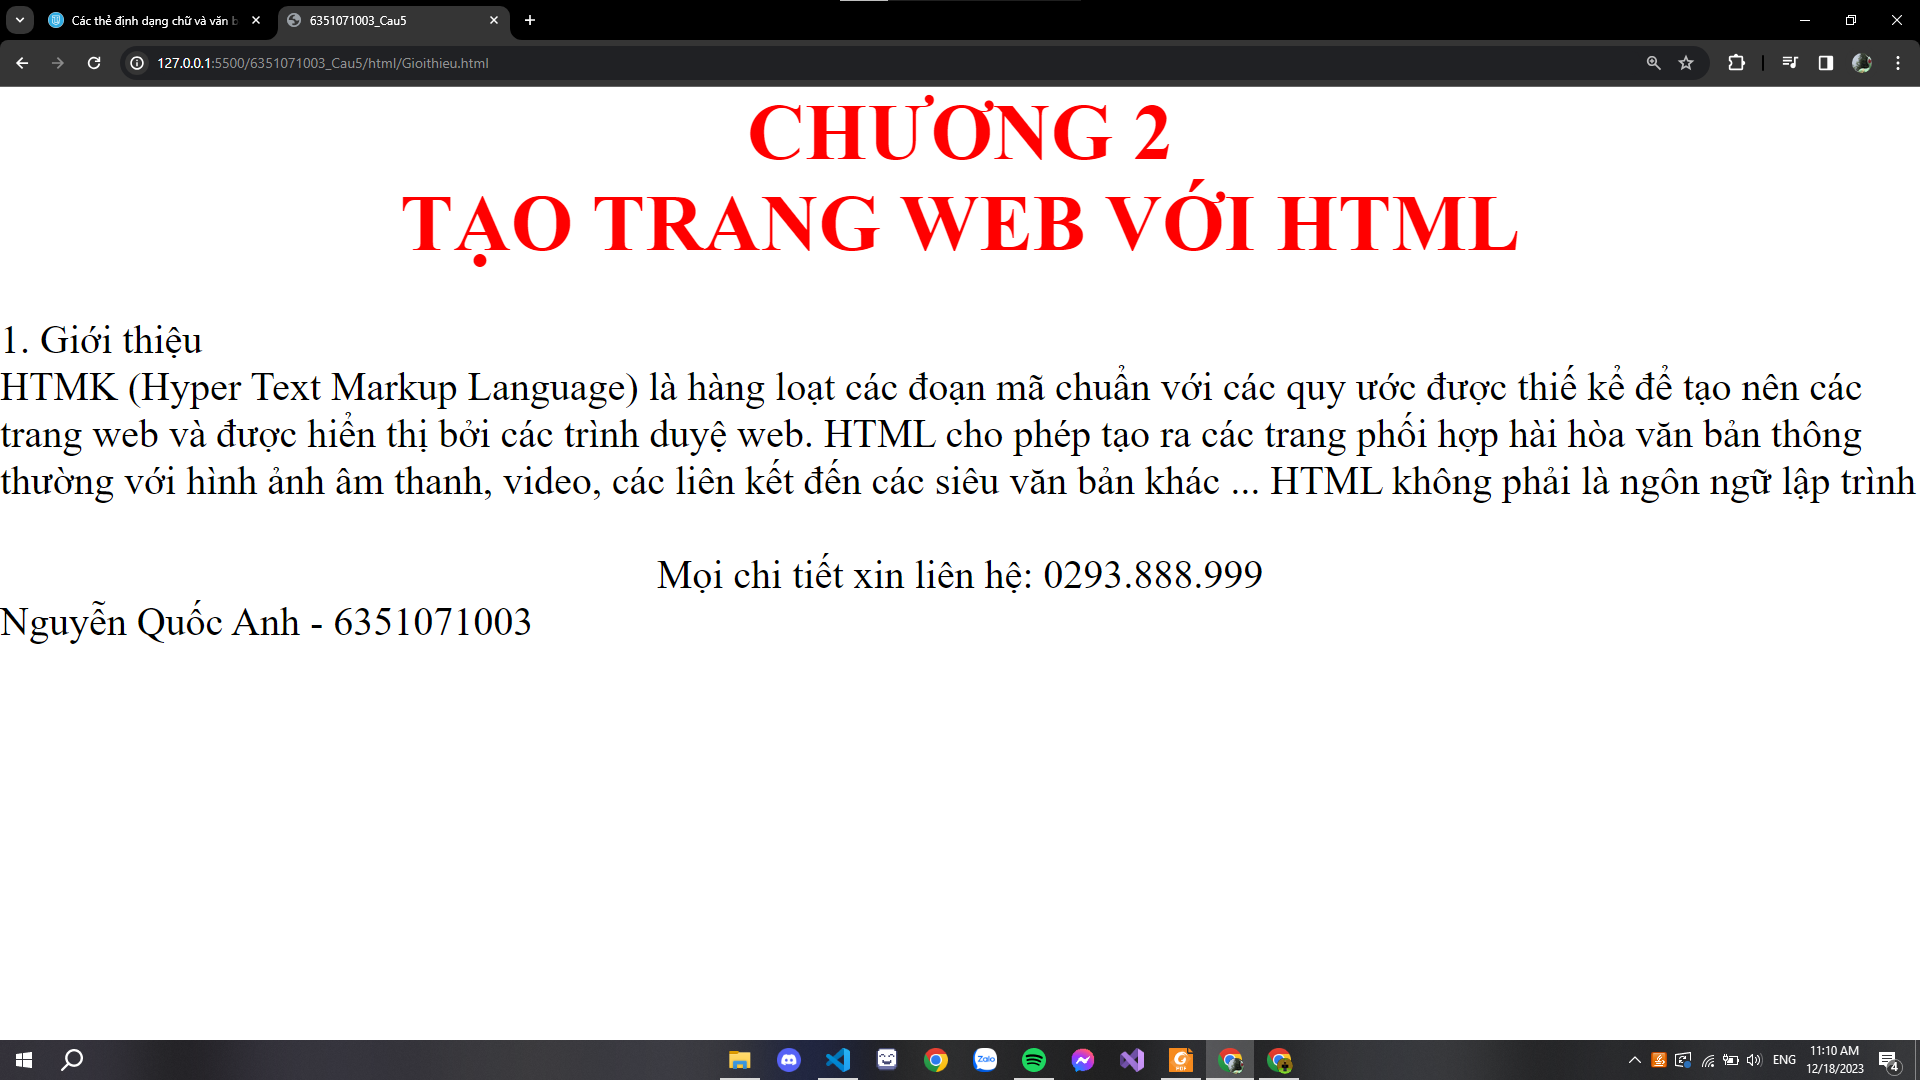 Các thẻ định dạng chữ và văn b
6351071003_Cau5
127.0.0.1:5500/6351071003_Cau5/html/Gioithieu.html
CHƯƠNG 2
TẠO TRANG WEB VỚI HTML
1. Giới thiệu
HTMK (Hyper Text Markup Language) là hàng loạt các đoạn mã chuẩn với các quy ước được thiế kể để tạo nên các
trang web và được hiển thị bởi các trình duyệ web. HTML cho phép tạo ra các trang phối hợp hài hòa văn bản thông
thường với hình ảnh âm thanh, video, các liên kết đến các siêu văn bản khác ... HTML không phải là ngôn ngữ lập trình
Mọi chi tiết xin liên hệ: 0293.888.999
Nguyễn Quốc Anh - 6351071003
Zalo
PDF
ENG
11:10 AM
12/18/2023
4